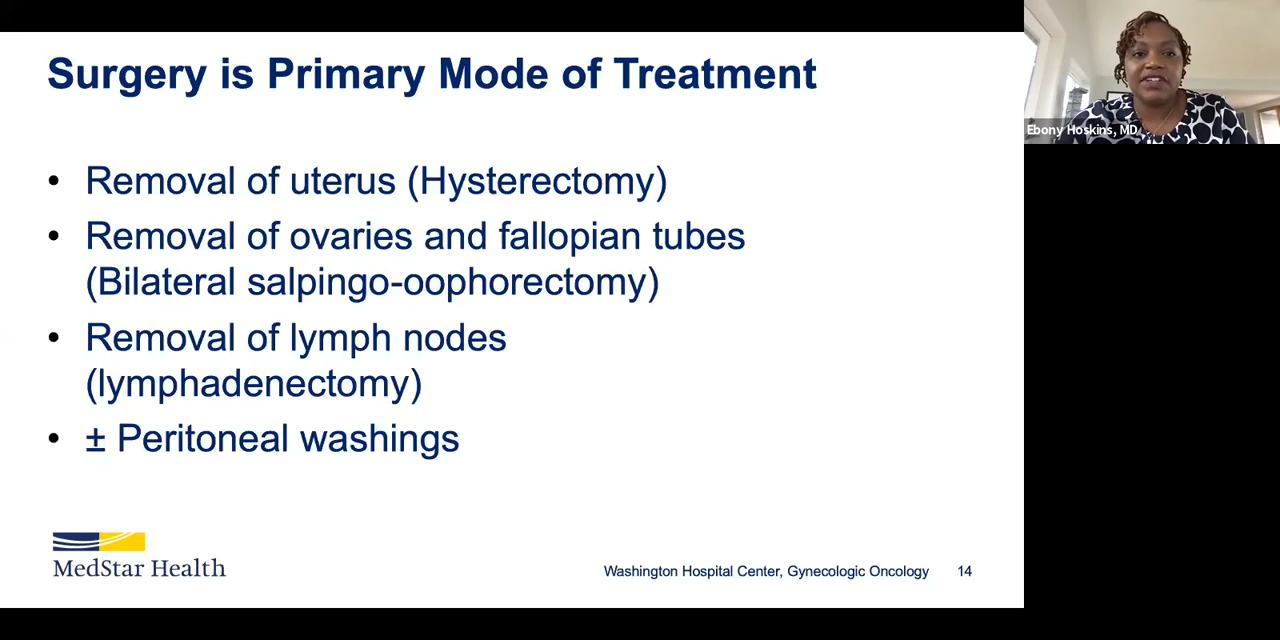 Surgery is Primary Mode of Treatment
Ebony Hoskins, MD
• Removal of uterus (Hysterectomy)
• Removal of ovaries and fallopian tubes
(Bilateral salpingo-oophorectomy)
• Removal of lymph nodes
(lymphadenectomy)
• ± Peritoneal washings
MedStar Health
Washington Hospital Center, Gynecologic Oncology 14